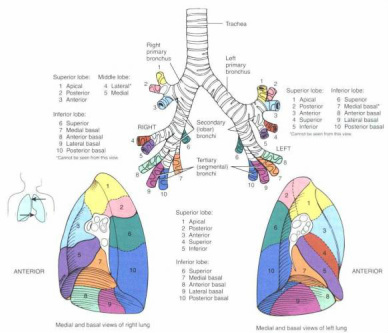 Trachea
Right
primary
bronchus
Left
primary
bronchus
Superior lobe:
1 Apical
2 Posterior
3 Anterior
Middle lobe:
4 Lateral*
5 Medial
Inferior lobe:
6 Superior
7 Medial basal
8 Anterior basal
9 Lateral basal
10 Posterior basal
*Cannot be seen from this view
RIGHT
Secondary
(lobar)
bronchi
Tertiary
(segmental)
bronchi
LEFT
Superior lobe:
1 Apical
2 Posterior
3 Anterior
4 Superior
5 Inferior
Inferior lobe:
6 Superior
7 Medial basal*
8 Anterior basal
9 Lateral basal
10 Posterior basal
*Cannot be seen from this view
Superior lobe:
1 Apical
2 Posterior
3 Anterior
4 Superior
5 Inferior
Inferior lobe:
6 Superior
7 Medial basal
8 Anterior basal
9 Lateral basal
10 Posterior basal
ANTERIOR
ANTERIOR
Medial and basal views of right lung
Medial and basal views of left lung